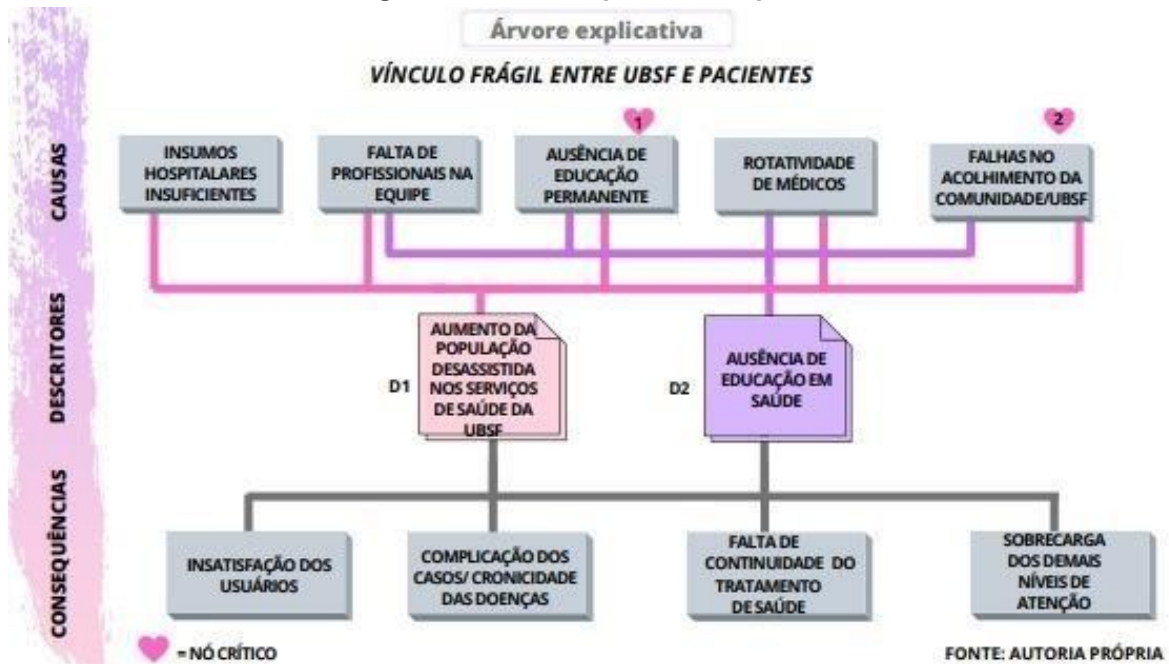 Árvore explicativa
VÍNCULO FRÁGIL ENTRE UBSF E PACIENTES
CAUSAS
INSUMOS
HOSPITALARES
INSUFICIENTES
FALTA DE
PROFISSIONAIS NA
EQUIPE
1
AUSÊNCIA DE
EDUCAÇÃO
PERMANENTE
ROTATIVIDADE
DE MÉDICOS
2
FALHAS NO
ACOLHIMENTO DA
COMUNIDADE/UBSF
DESCRITORES
D1
AUMENTO DA
POPULAÇÃO
DESASSISTIDA
NOS SERVIÇOS
DE SAÚDE DA
UBSF
D2
AUSÊNCIA DE
EDUCAÇÃO EM
SAÚDE
CONSEQUÊNCIAS
INSATISFAÇÃO DOS
USUÁRIOS
COMPLICAÇÃO DOS
CASOS/ CRONICIDADE
DAS DOENÇAS
FALTA DE
CONTINUIDADE DO
TRATAMENTO
DE SAÚDE
SOBRECARGA
DOS DEMAIS
NÍVEIS DE
ATENÇÃO
= NÓ CRÍTICO
FONTE: AUTORIA PRÓPRIA